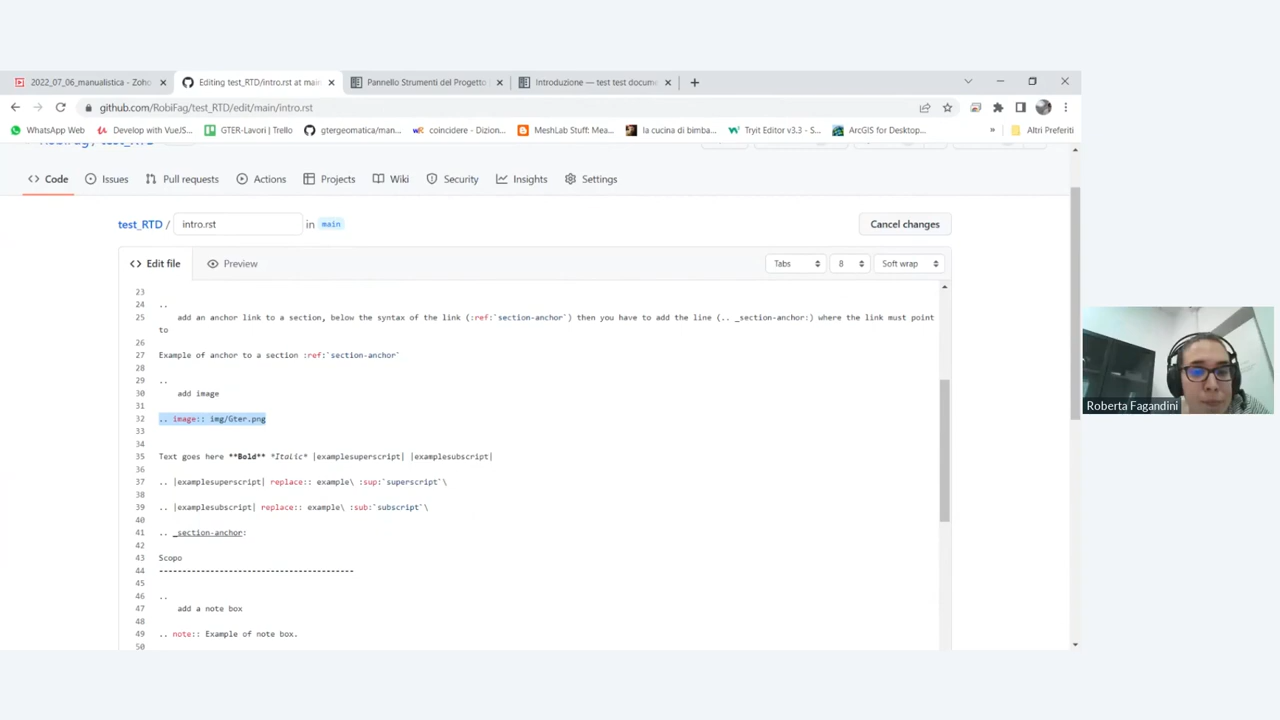 2022_07_06_manualistica - Zoho
Editing test_RTD/intro.rst at main
Pannello Strumenti del Progetto
Introduzione — test test docume
github.com/RobiFag/test_RTD/edit/main/intro.rst
WhatsApp Web
Develop with VueJS...
GTER-Lavori | Trello
gtergeomatica/man...
coincidere - Dizion...
MeshLab Stuff: Mea...
la cucina di bimba...
Tryit Editor v3.3 - S...
ArcGIS for Desktop...
»
Altri Preferiti
Code
Issues
Pull requests
Actions
Projects
Wiki
Security
Insights
Settings
test_RTD / intro.rst in main
Cancel changes
<> Edit file
Preview
Tabs
8
Soft wrap
23
24 ..
25 add an anchor link to a section, below the syntax of the link (:ref:`section-anchor`) then you have to add the line (.. _section-anchor:) where the link must point
to
26
27 Example of anchor to a section :ref:`section-anchor`
28
29 ..
30 add image
31
32 .. image:: img/Gter.png
33
34
35 Text goes here **Bold** *Italic* |examplesuperscript| |examplesubscript|
36
37 .. |examplesuperscript| replace:: example\ :sup:`superscript`\
38
39 .. |examplesubscript| replace:: example\ :sub:`subscript`\
40
41 .. _section-anchor:
42
43 Scopo
44 ------------------------------------------
45
46 ..
47 add a note box
48
49 .. note:: Example of note box.
50
Roberta Fagandini